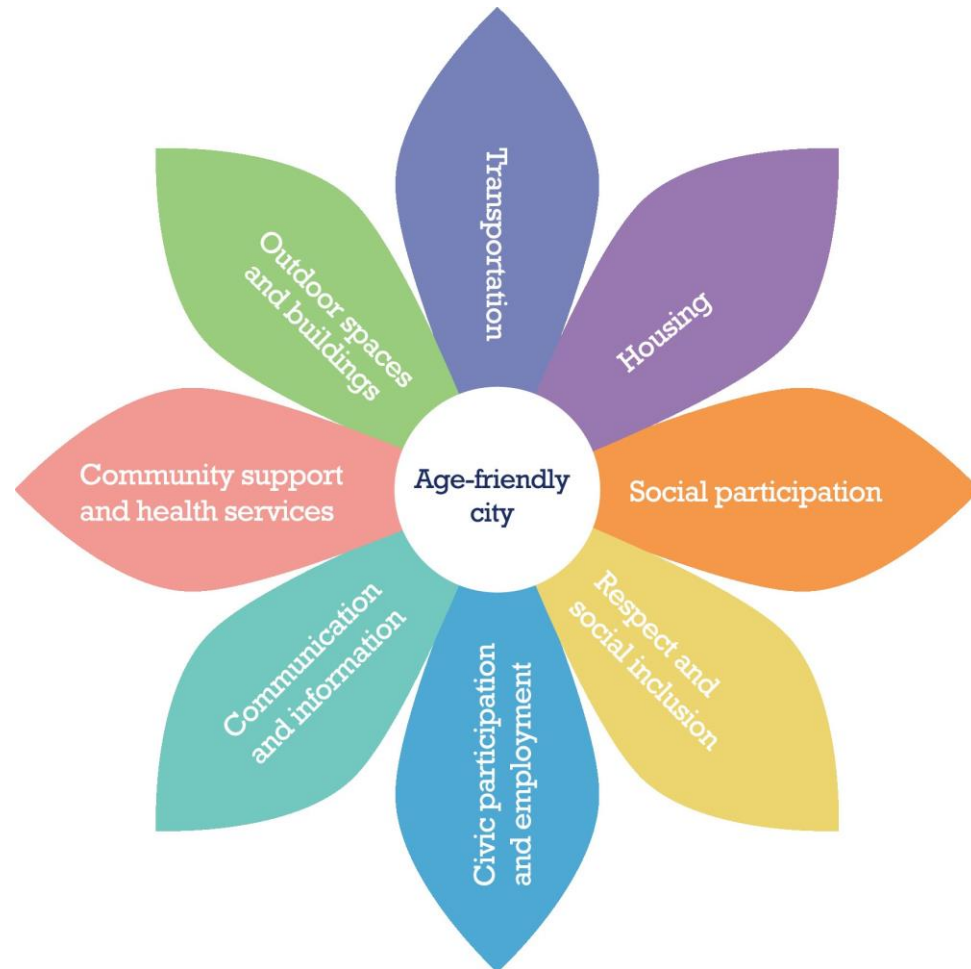 Transportation
Housing
Social participation
Respect and
social inclusion
Civic participation
and employment
Communication
and information
Community support
and health services
Outdoor spaces
and buildings
Age-friendly
city